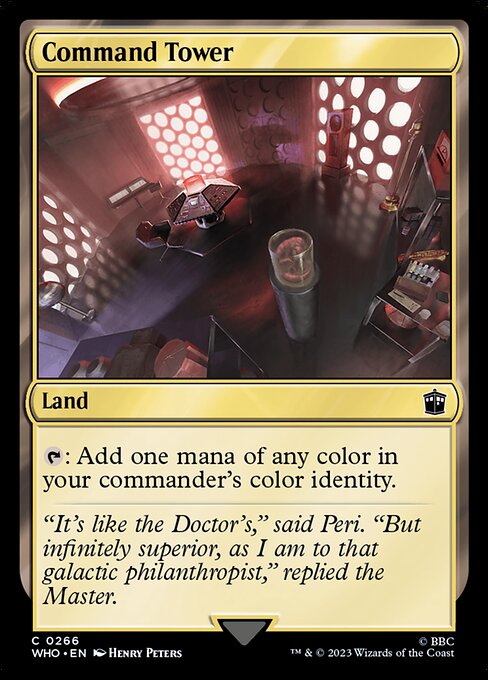 Command Tower
Land
: Add one mana of any color in
your commander's color identity.
“It's like the Doctor's,” said Peri. “But
infinitely superior, as I am to that
galactic philanthropist,” replied the
Master.
C 0266
WHO • EN Henry Peters
© BBC
™ & © 2023 Wizards of the Coast